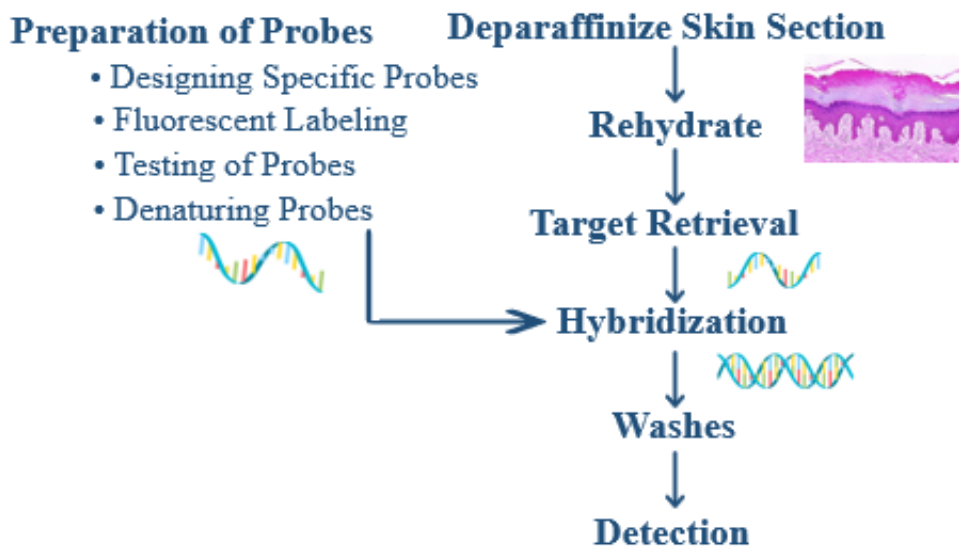 Preparation of Probes
• Designing Specific Probes
• Fluorescent Labeling
• Testing of Probes
• Denaturing Probes
Deparaffinize Skin Section
Rehydrate
Target Retrieval
Hybridization
Washes
Detection